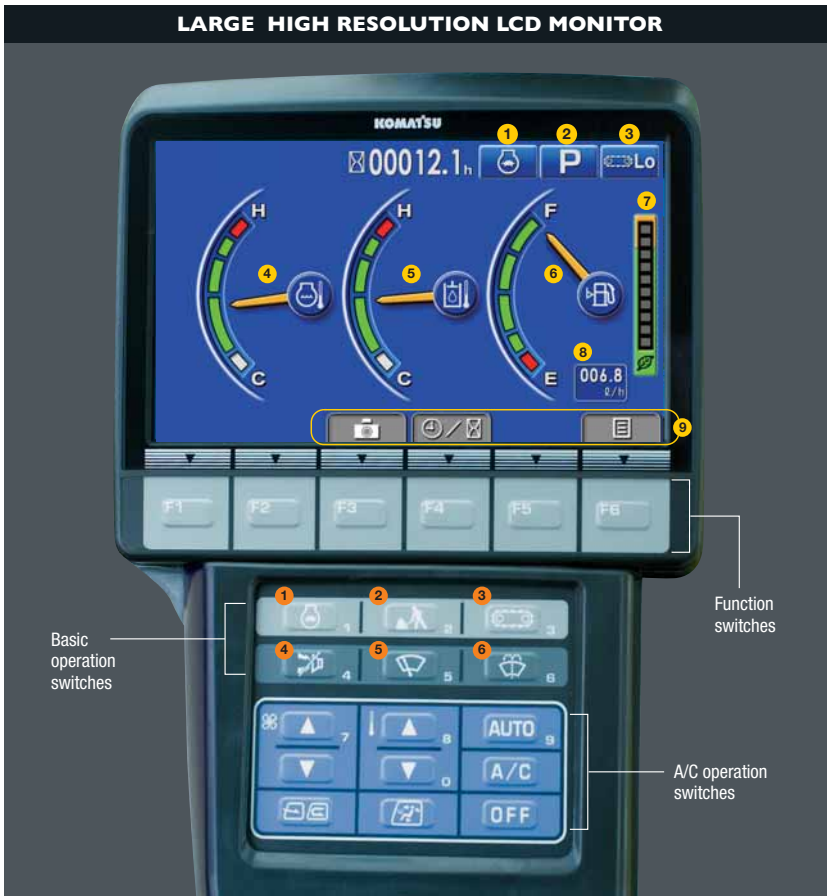 LARGE HIGH RESOLUTION LCD MONITOR
KOMATSU
1 2 3
00012.1h P Lo
7
H H F
4 5 6
8
C C E
006.8
ℓ/h
9
F1 F2 F3 F4 F5 F6
Function
switches
1 2 3
1 2 3
Basic
operation
switches
4 5 6
4 5 6
7 8 AUTO 9
0 A/C
OFF
A/C operation
switches